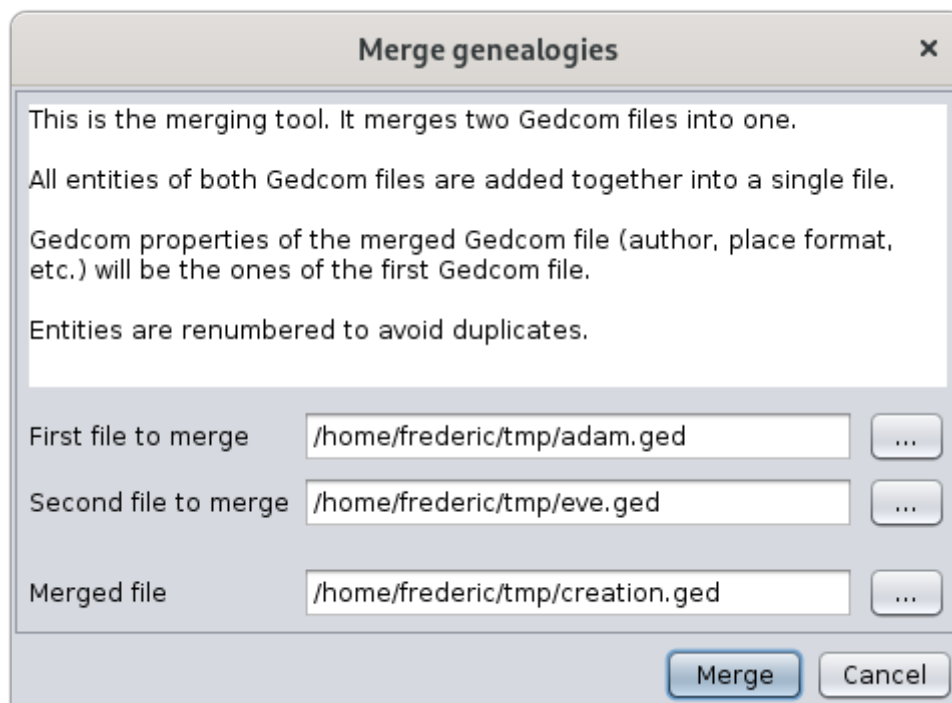 Merge genealogies ×
This is the merging tool. It merges two Gedcom files into one.
All entities of both Gedcom files are added together into a single file.
Gedcom properties of the merged Gedcom file (author, place format,
etc.) will be the ones of the first Gedcom file.
Entities are renumbered to avoid duplicates.
First file to merge /home/frederic/tmp/adam.ged ...
Second file to merge /home/frederic/tmp/eve.ged ...
Merged file /home/frederic/tmp/creation.ged ...
Merge Cancel